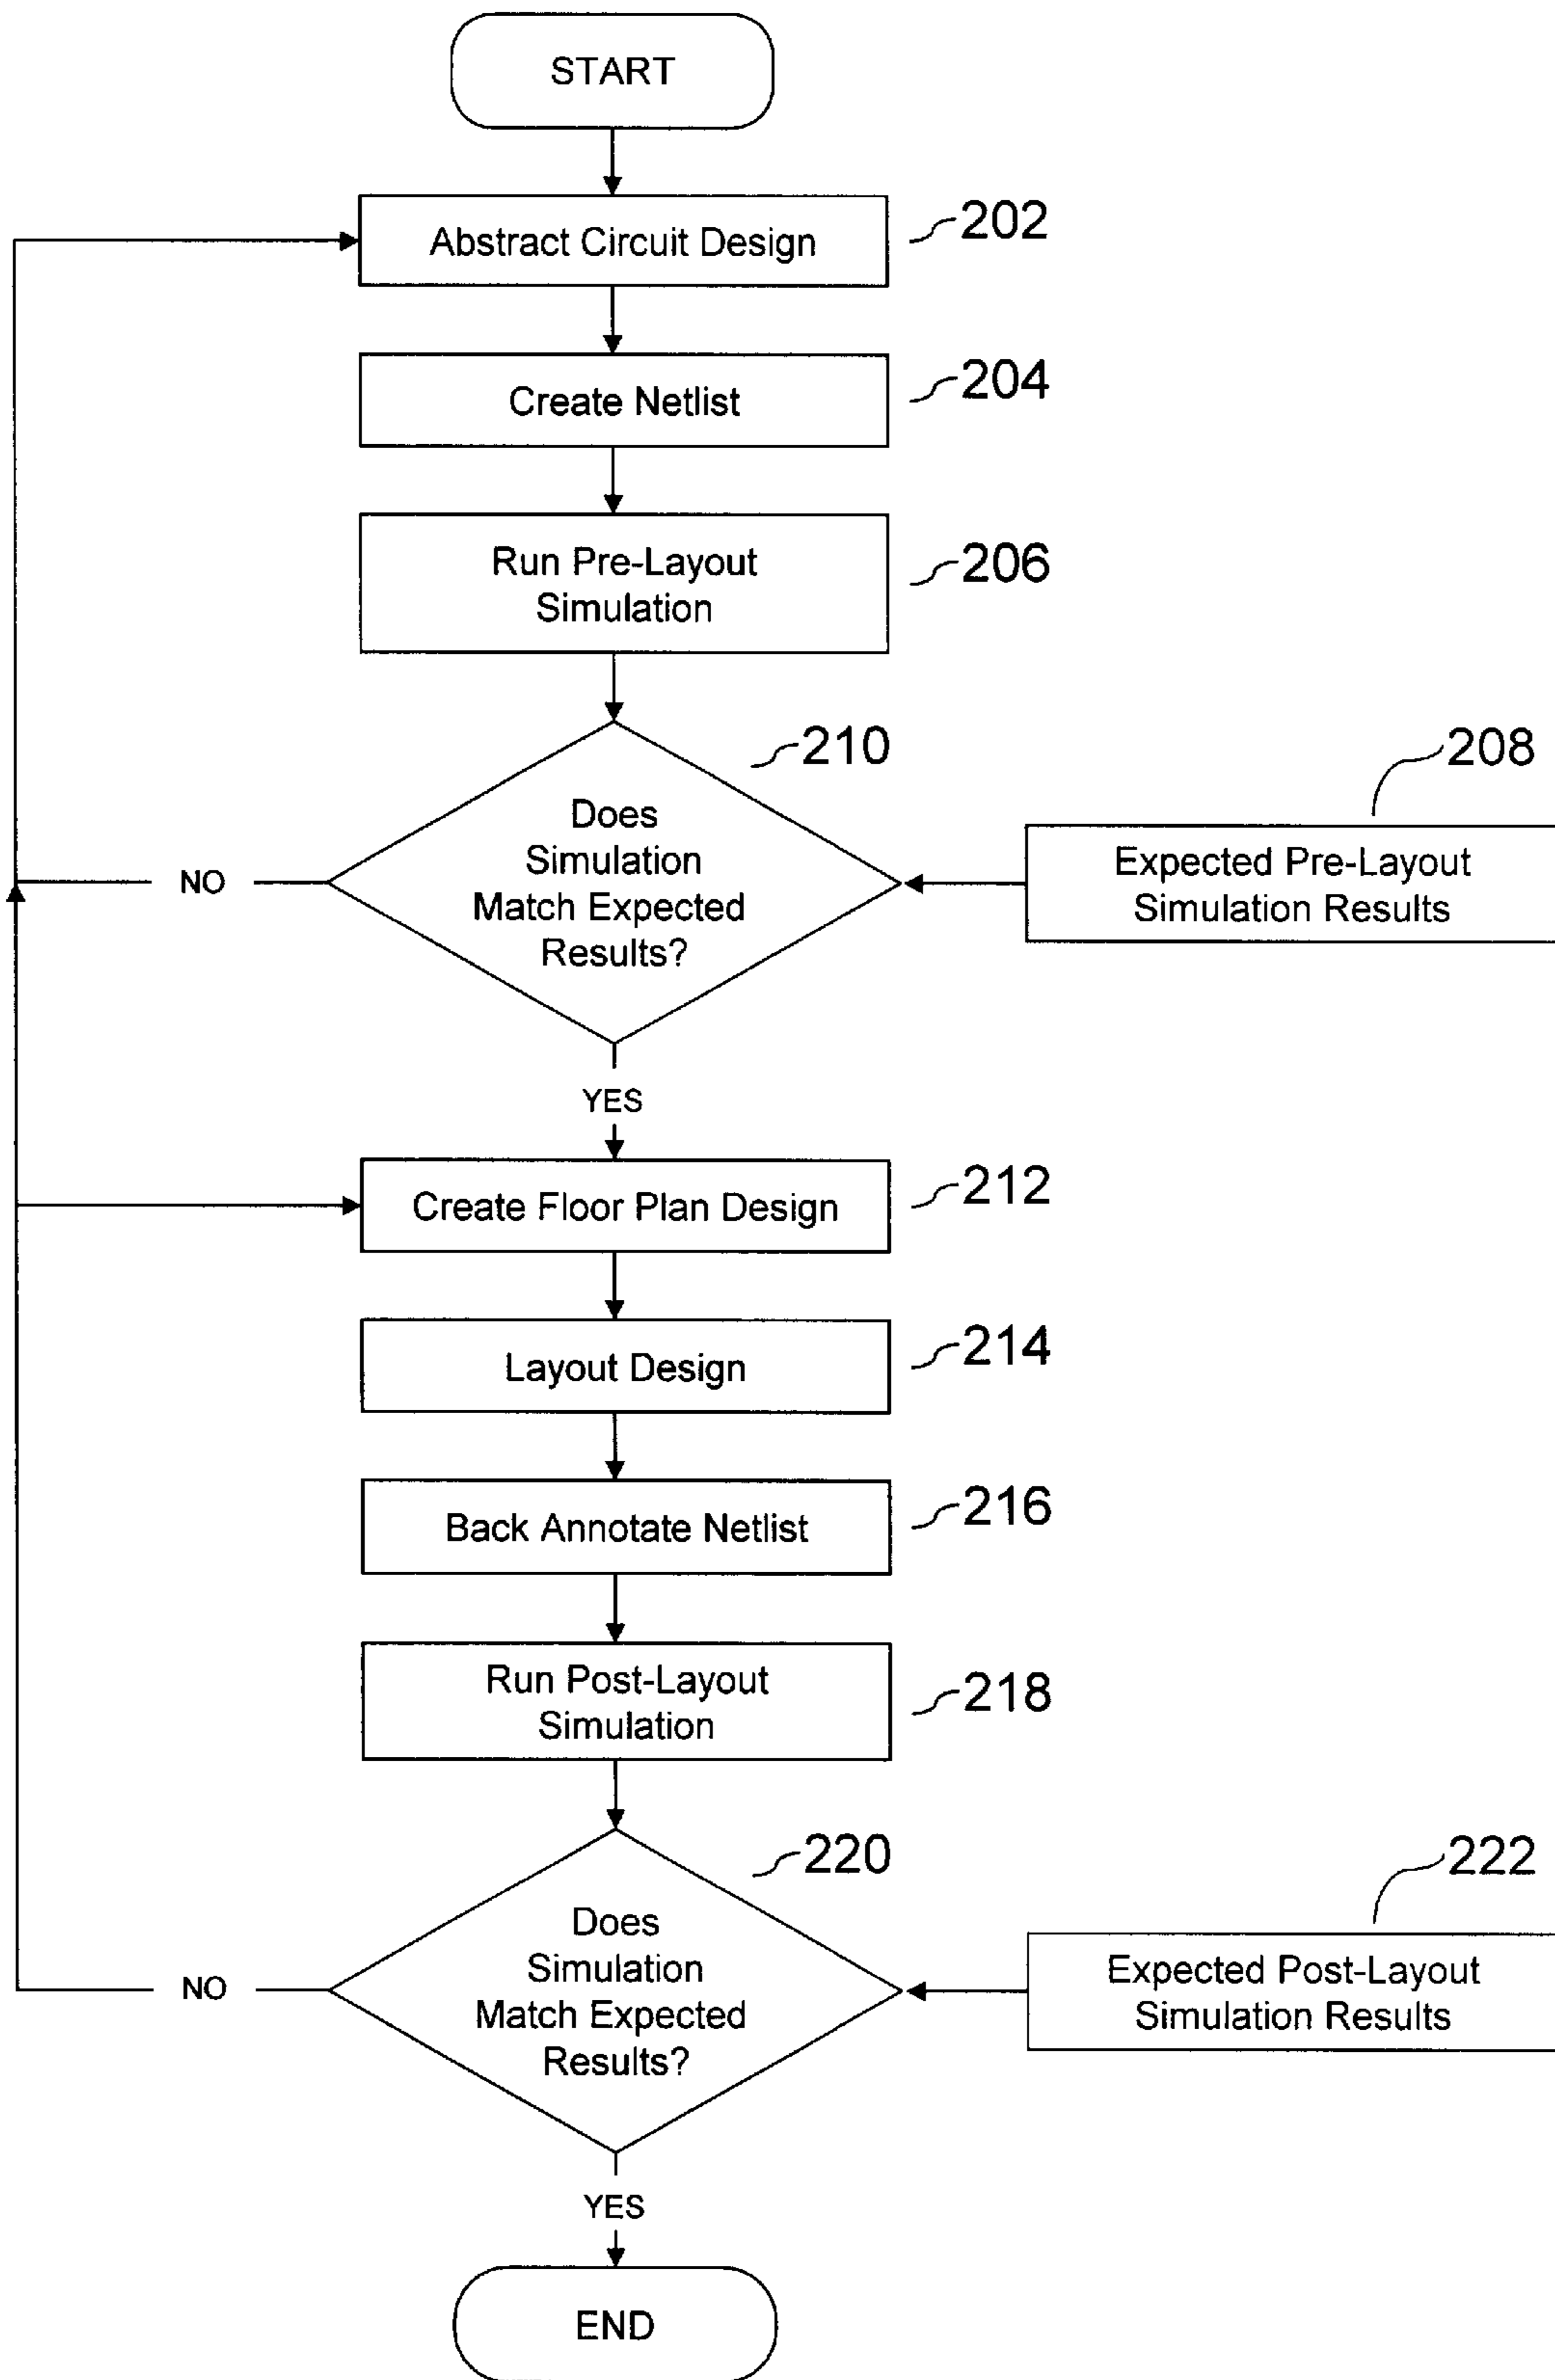 START
Abstract Circuit Design
202
Create Netlist
204
Run Pre-Layout
Simulation
206
210
Does
Simulation
Match Expected
Results?
208
Expected Pre-Layout
Simulation Results
NO
YES
Create Floor Plan Design
212
Layout Design
214
Back Annotate Netlist
216
Run Post-Layout
Simulation
218
220
Does
Simulation
Match Expected
Results?
222
Expected Post-Layout
Simulation Results
NO
YES
END